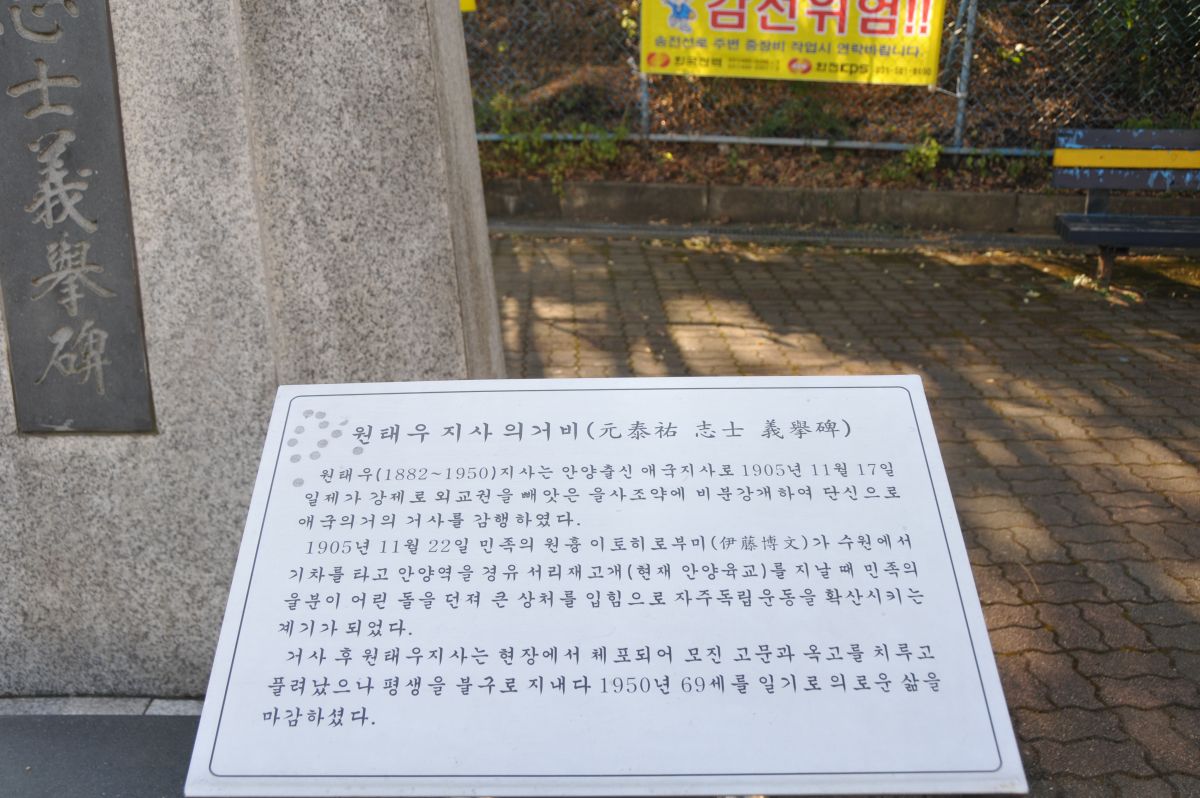 志士義擧碑
감전위험!!
송전선로 주변 중장비 작업시 연락바랍니다.
한국전력 한전KPS
원태우 지사 의거비(元泰祐 志士 義擧碑)
원태우(1882~1950)지사는 안양출신 애국지사로 1905년 11월 17일
일제가 강제로 외교권을 빼앗은 을사조약에 비분강개하여 단신으로
애국의거의 거사를 감행하였다.
1905년 11월 22일 민족의 원흉 이토히로부미(伊藤博文)가 수원에서
기차를 타고 안양역을 경유 서리재고개(현재 안양육교)를 지날 때 민족의
울분이 어린 돌을 던져 큰 상처를 입힘으로 자주독립운동을 확산시키는
계기가 되었다.
거사 후 원태우지사는 현장에서 체포되어 모진 고문과 옥고를 치루고
풀려났으나 평생을 불구로 지내다 1950년 69세를 일기로 의로운 삶을
마감하셨다.